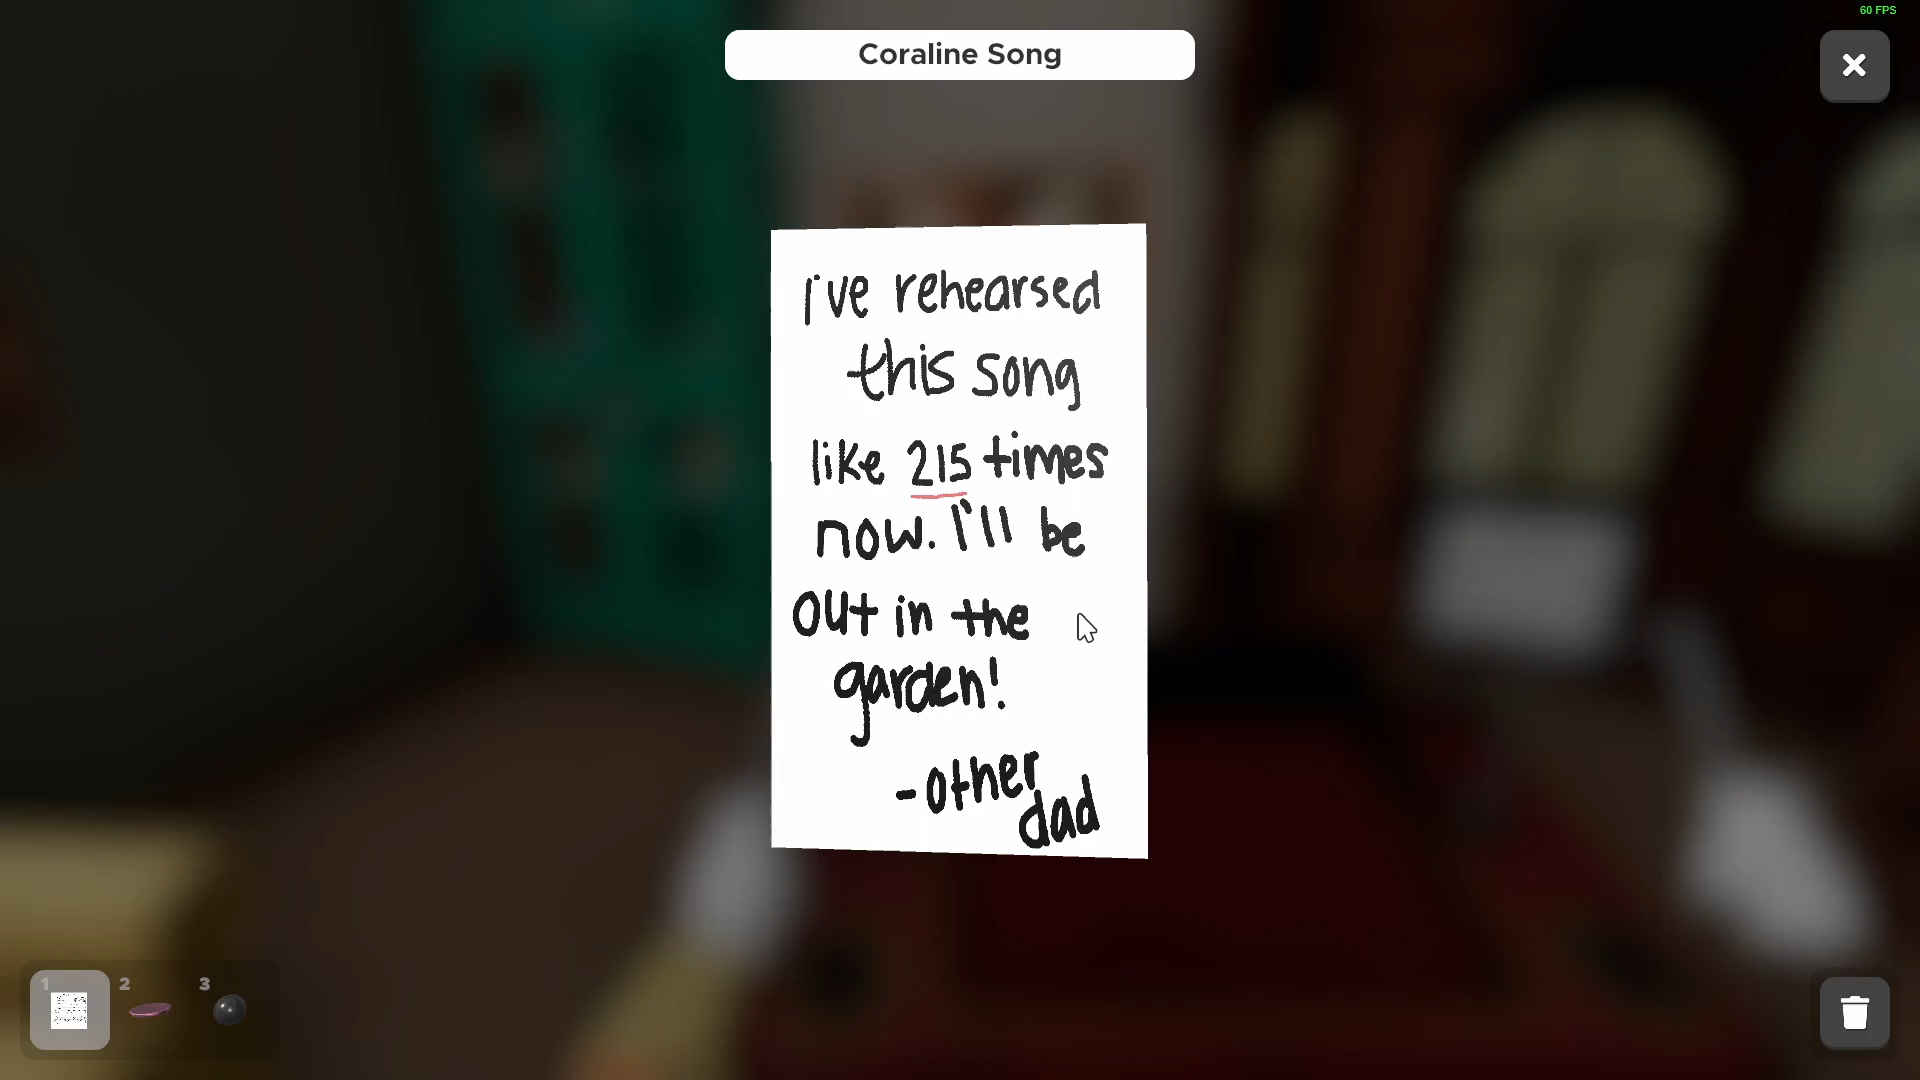 60 FPS
Coraline Song
i've rehearsed
this song
like 215 times
now. I'll be
out in the
garden!
-other
dad
1 2 3